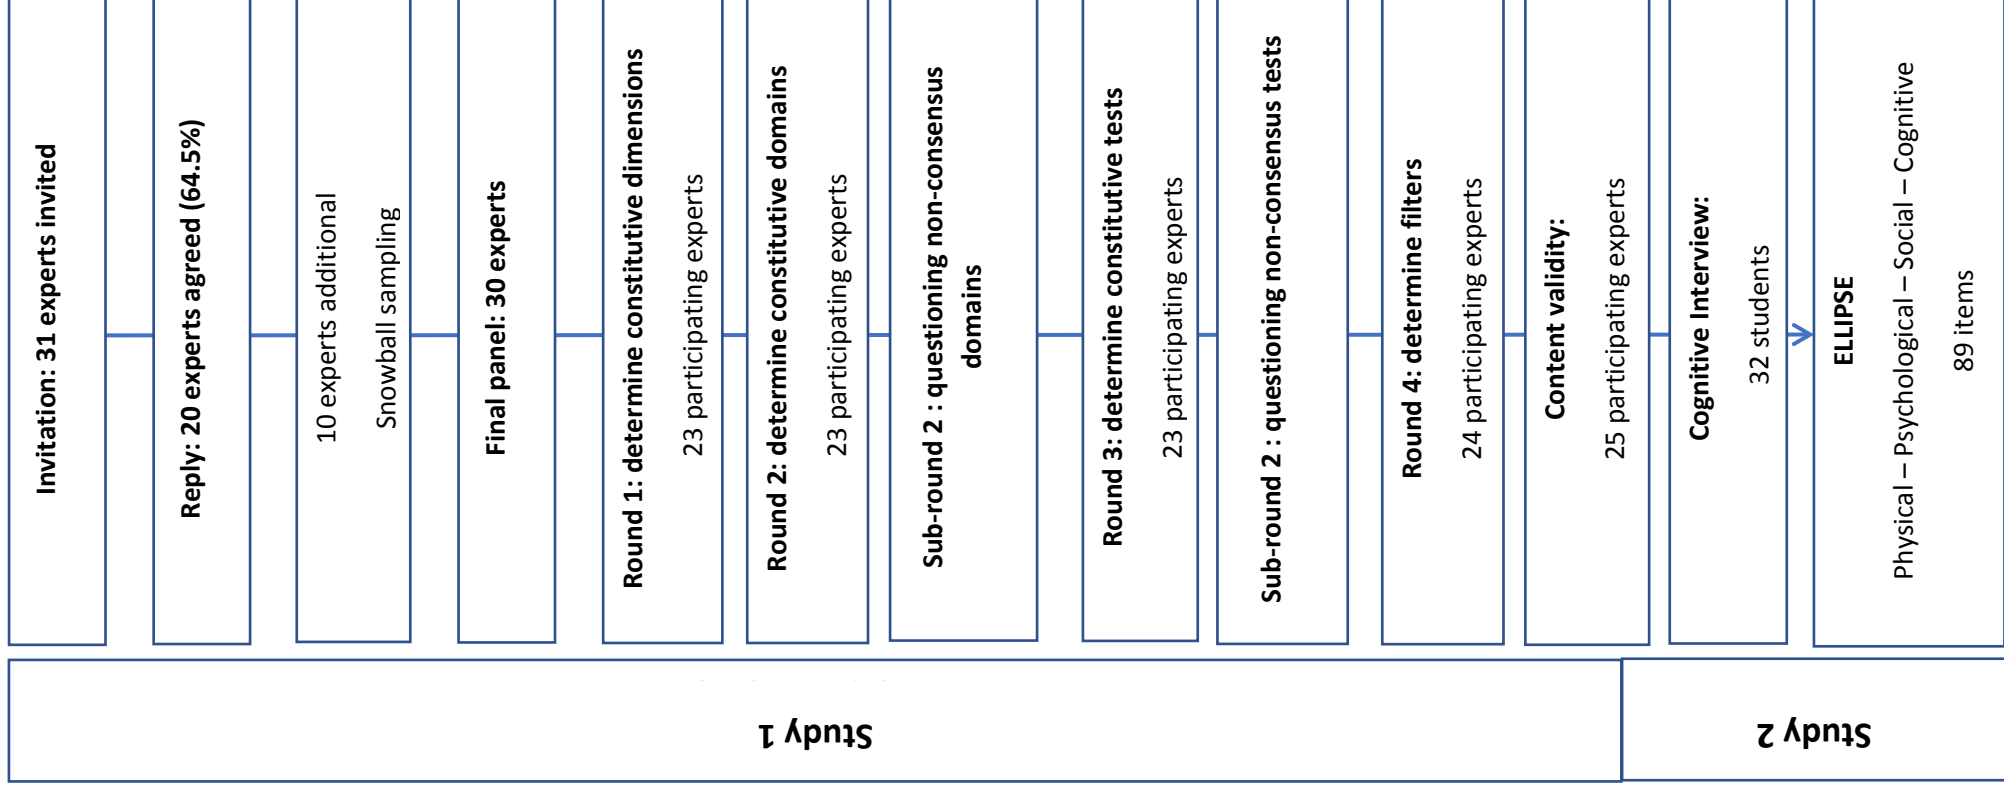 Invitation: 31 experts invited
Reply: 20 experts agreed (64.5%)
10 experts additional
Snowball sampling
Final panel: 30 experts
Round 1: determine constitutive dimensions
23 participating experts
Round 2: determine constitutive domains
23 participating experts
Sub-round 2 : questioning non-consensus
domains
Round 3: determine constitutive tests
23 participating experts
Sub-round 2 : questioning non-consensus tests
Round 4: determine filters
24 participating experts
Content validity:
25 participating experts
Cognitive Interview:
32 students
ELLIPSE
Physical – Psychological – Social – Cognitive
89 items
Study 1
Study 2